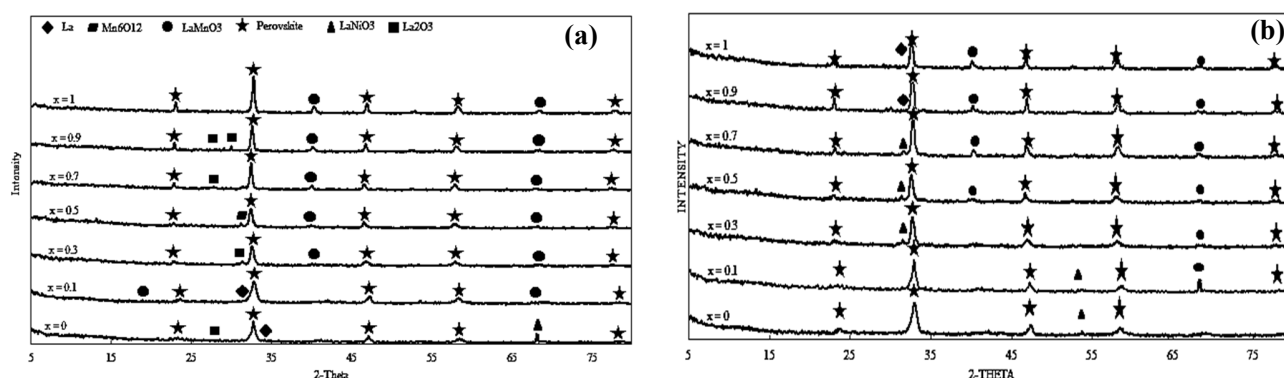 La Mn6O12 LaMnO3 Perovskite LaNiO3 La2O3
(a)
x=1
x=0.9
x=0.7
x=0.5
x=0.3
x=0.1
x=0
Intensity
5 15 25 35 45 55 65 75
2-Theta
(b)
x=1
x=0.9
x=0.7
x=0.5
x=0.3
x=0.1
x=0
INTENSITY
5 15 25 35 45 55 65 75
2-THETA